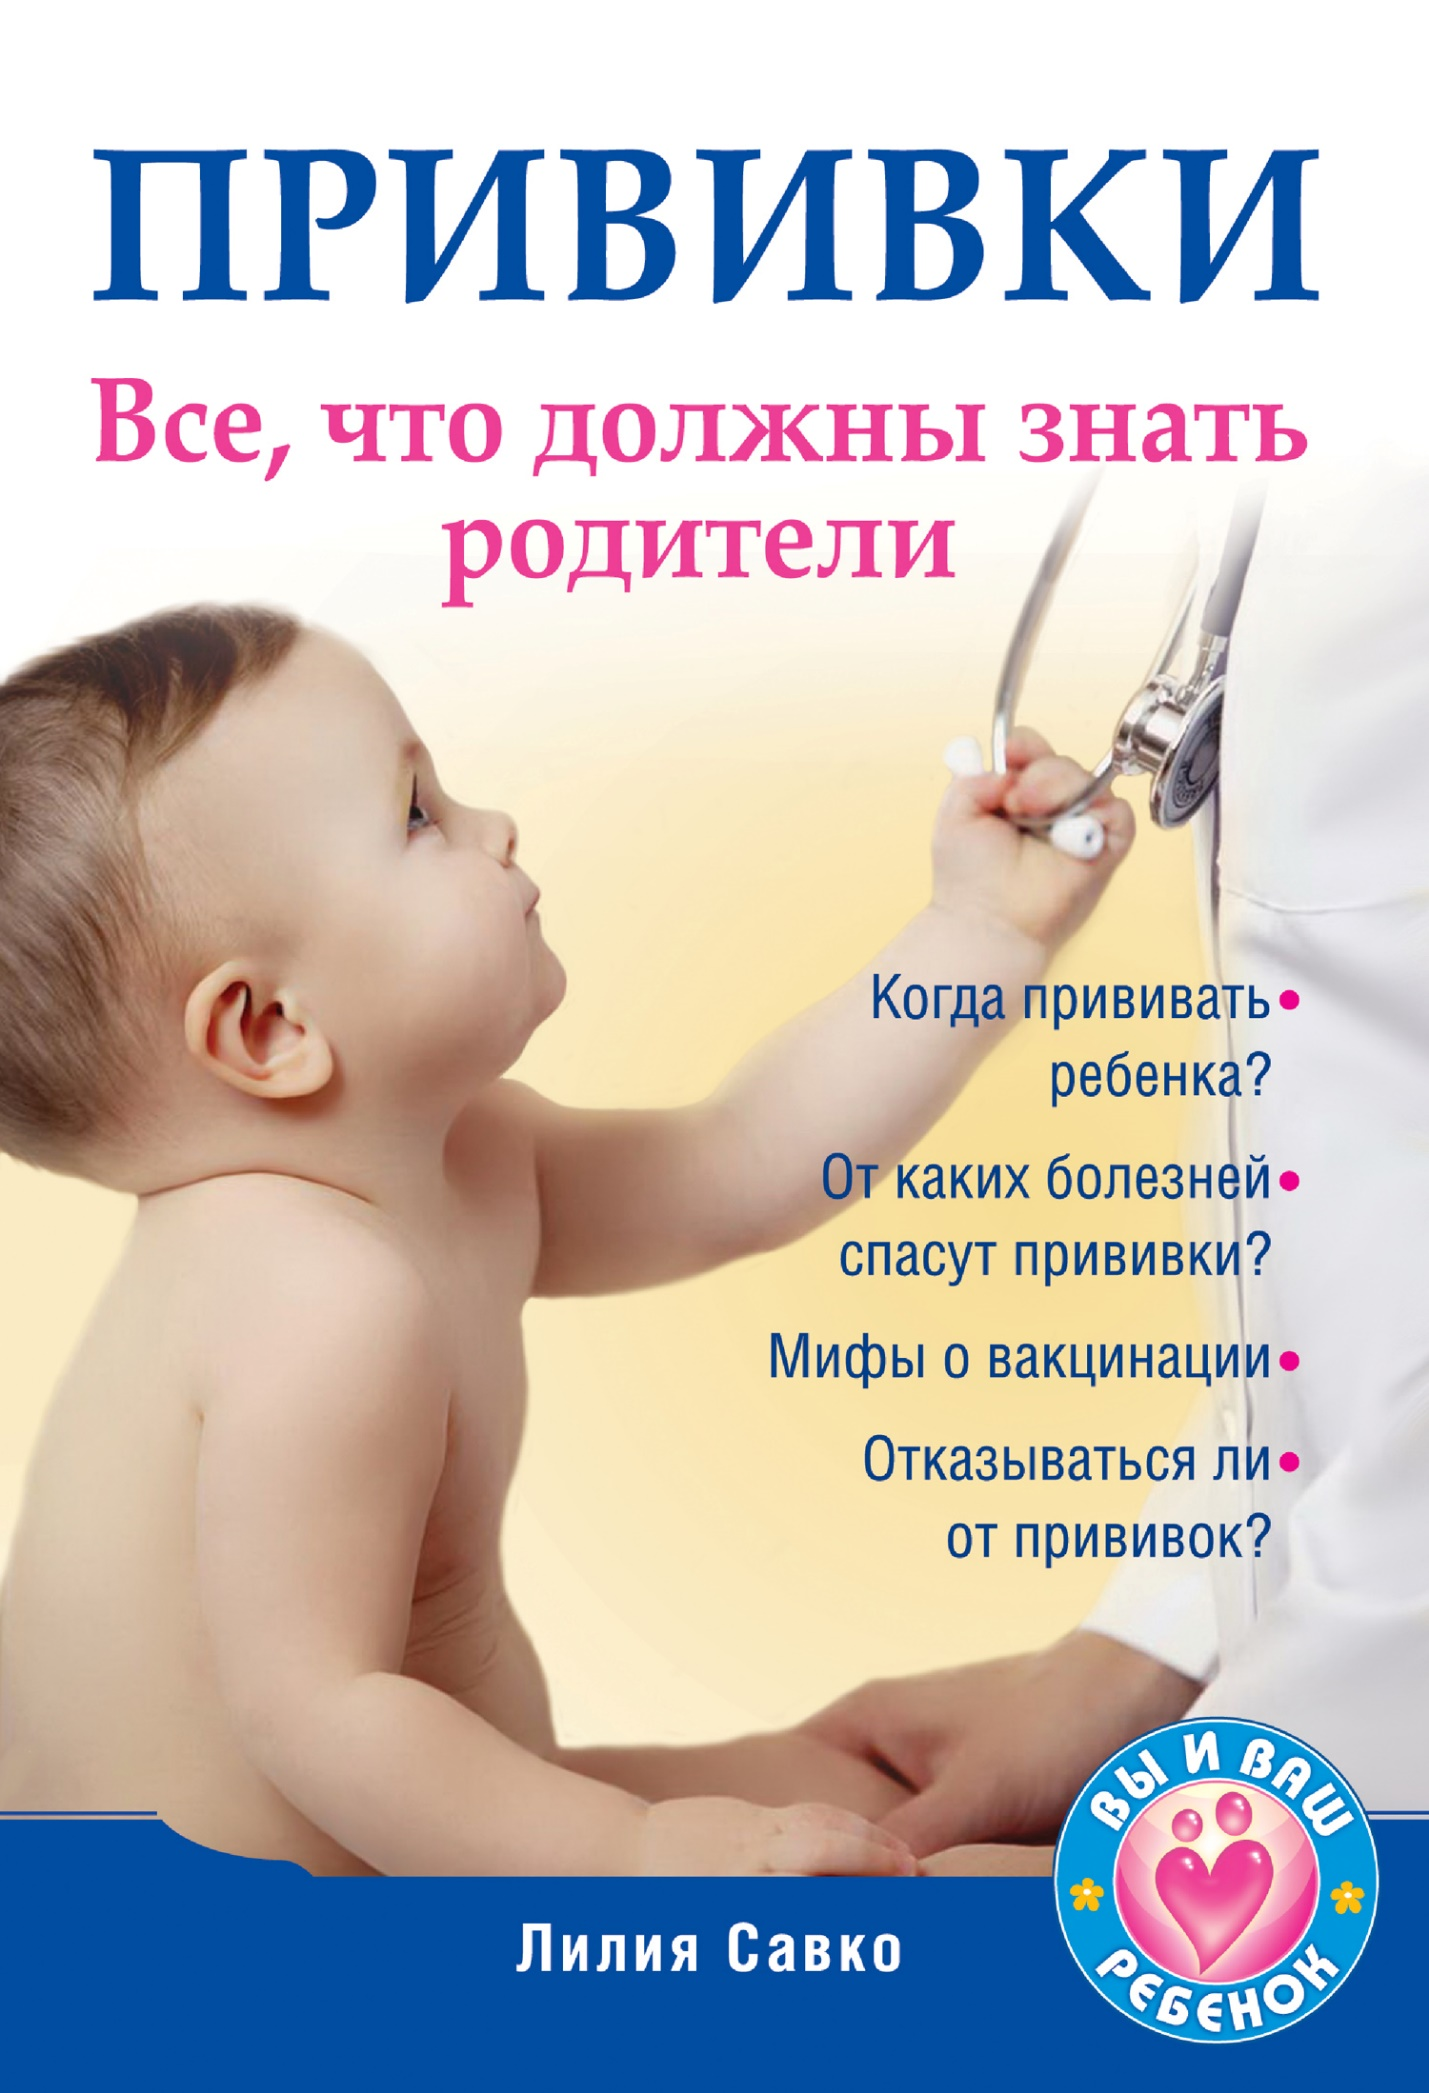 ПРИВИВКИ
Все, что должны знать
родители
Когда прививать•
ребенка?
От каких болезней•
спасут прививки?
Мифы о вакцинации•
Отказываться ли•
от прививок?
ВЫ И ВАШ
РЕБЕНОК
Лилия Савко